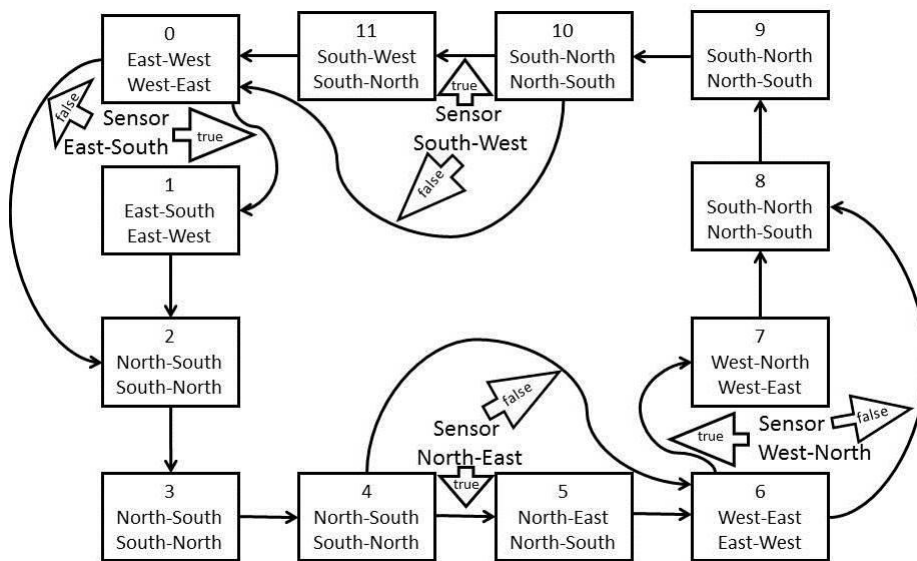 0
East-West
West-East
11
South-West
South-North
10
South-North
North-South
9
South-North
North-South
false
Sensor
East-South
true
true
Sensor
South-West
false
1
East-South
East-West
8
South-North
North-South
2
North-South
South-North
7
West-North
West-East
false
Sensor
North-East
true
true
Sensor
West-North
false
3
North-South
South-North
4
North-South
South-North
5
North-East
North-South
6
West-East
East-West